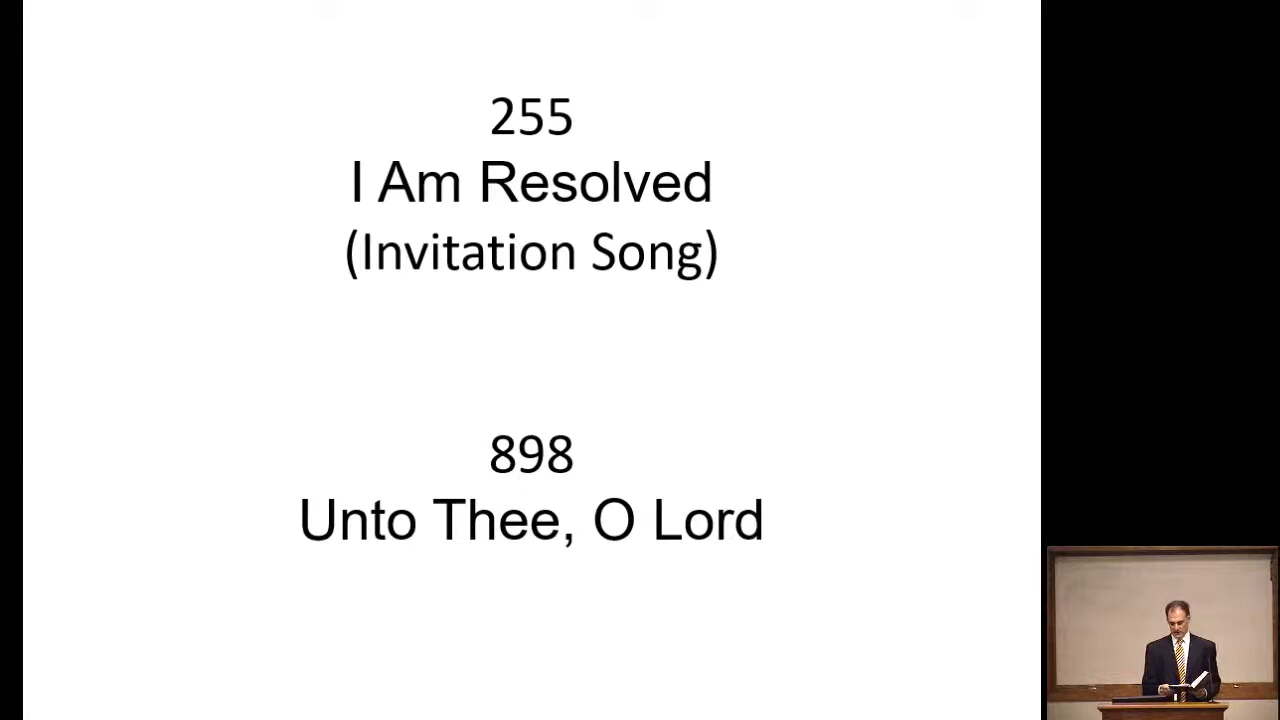 255
I Am Resolved
(Invitation Song)
898
Unto Thee, O Lord